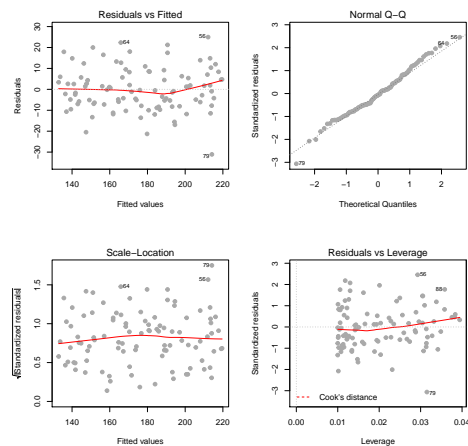 Residuals vs Fitted
Residuals
30
20
10
0
−10
−30
56
64
79
140 160 180 200 220
Fitted values
Normal Q−Q
Standardized residuals
3
2
1
0
−1
−2
−3
56
64
79
−2 −1 0 1 2
Theoretical Quantiles
Scale−Location
√|Standardized residuals|
1.5
1.0
0.5
0.0
79
56
64
140 160 180 200 220
Fitted values
Residuals vs Leverage
Standardized residuals
3
2
1
0
−1
−2
−3
56
88
79
Cook's distance
0.00 0.01 0.02 0.03 0.04
Leverage